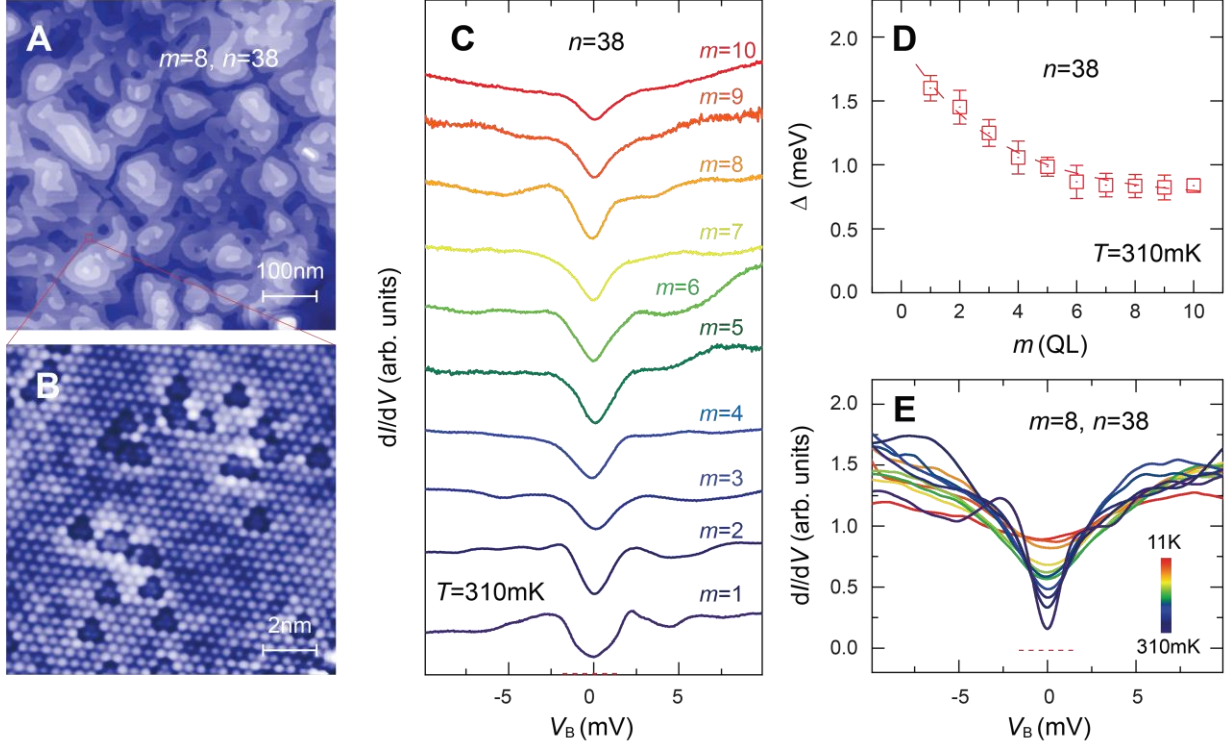 A
m=8, n=38
100nm
B
2nm
C
n=38
m=10
m=9
m=8
m=7
m=6
m=5
m=4
m=3
m=2
T=310mK
m=1
dI/dV (arb. units)
-5
0
5
V_B (mV)
D
n=38
T=310mK
Δ (meV)
2.0
1.5
1.0
0.5
0.0
0
2
4
6
8
10
m (QL)
E
m=8, n=38
11K
310mK
dI/dV (arb. units)
2.0
1.5
1.0
0.5
0.0
-5
0
5
V_B (mV)